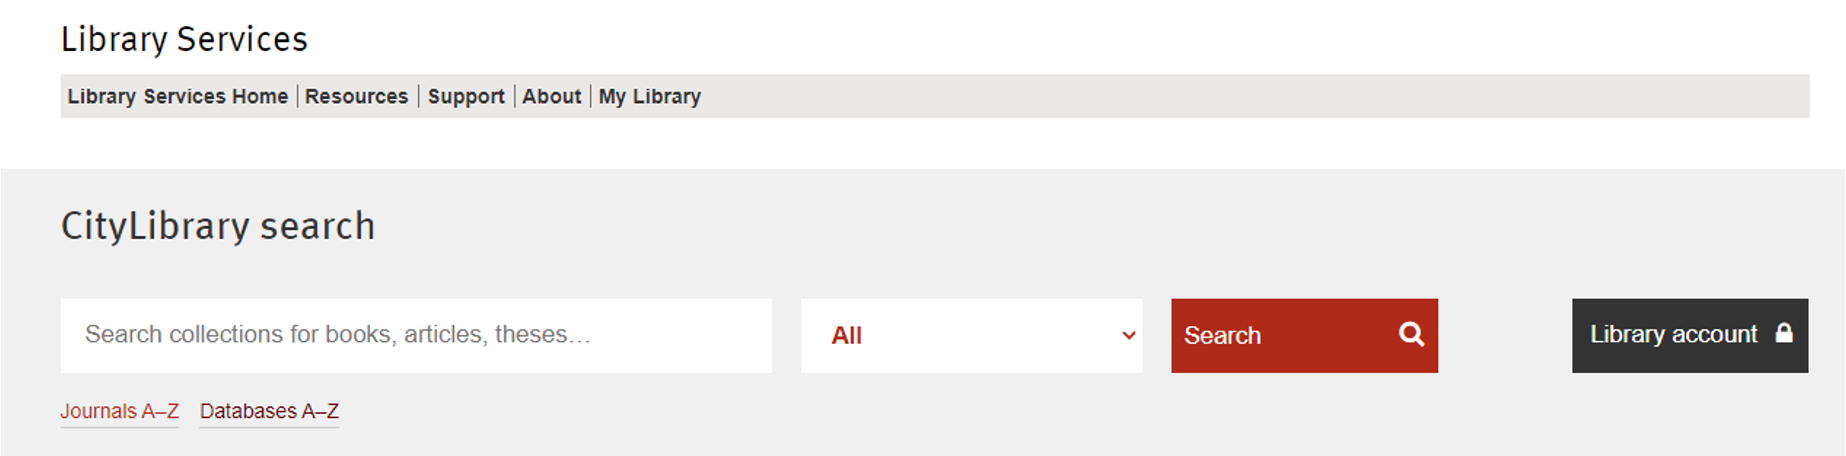 Library Services
Library Services Home | Resources | Support | About | My Library
CityLibrary search
Search collections for books, articles, theses...
All
Search
Library account
Journals A–Z Databases A–Z